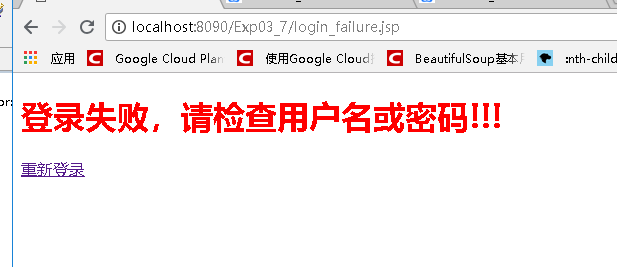 localhost:8090/Exp03_7/login_failure.jsp
应用 Google Cloud Plan 使用Google Cloud BeautifulSoup基本 :nth-child
登录失败，请检查用户名或密码!!!
重新登录